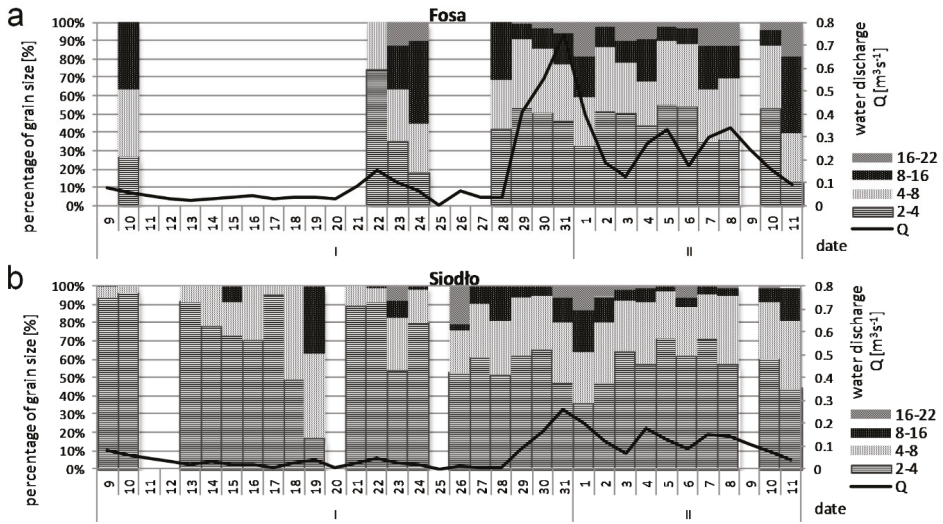 a
Fosa
percentage of grain size [%]
100%
90%
80%
70%
60%
50%
40%
30%
20%
10%
0%
0.8
0.7
0.6
0.5
0.4
0.3
0.2
0.1
0
water discharge
Q [m³s⁻¹]
16-22
8-16
4-8
2-4
Q
9 10 11 12 13 14 15 16 17 18 19 20 21 22 23 24 25 26 27 28 29 30 31 1 2 3 4 5 6 7 8 9 10 11
date
I II
b
Siodło
percentage of grain size [%]
100%
90%
80%
70%
60%
50%
40%
30%
20%
10%
0%
0.8
0.7
0.6
0.5
0.4
0.3
0.2
0.1
0
water discharge
Q [m³s⁻¹]
16-22
8-16
4-8
2-4
Q
9 10 11 12 13 14 15 16 17 18 19 20 21 22 23 24 25 26 27 28 29 30 31 1 2 3 4 5 6 7 8 9 10 11
date
I II